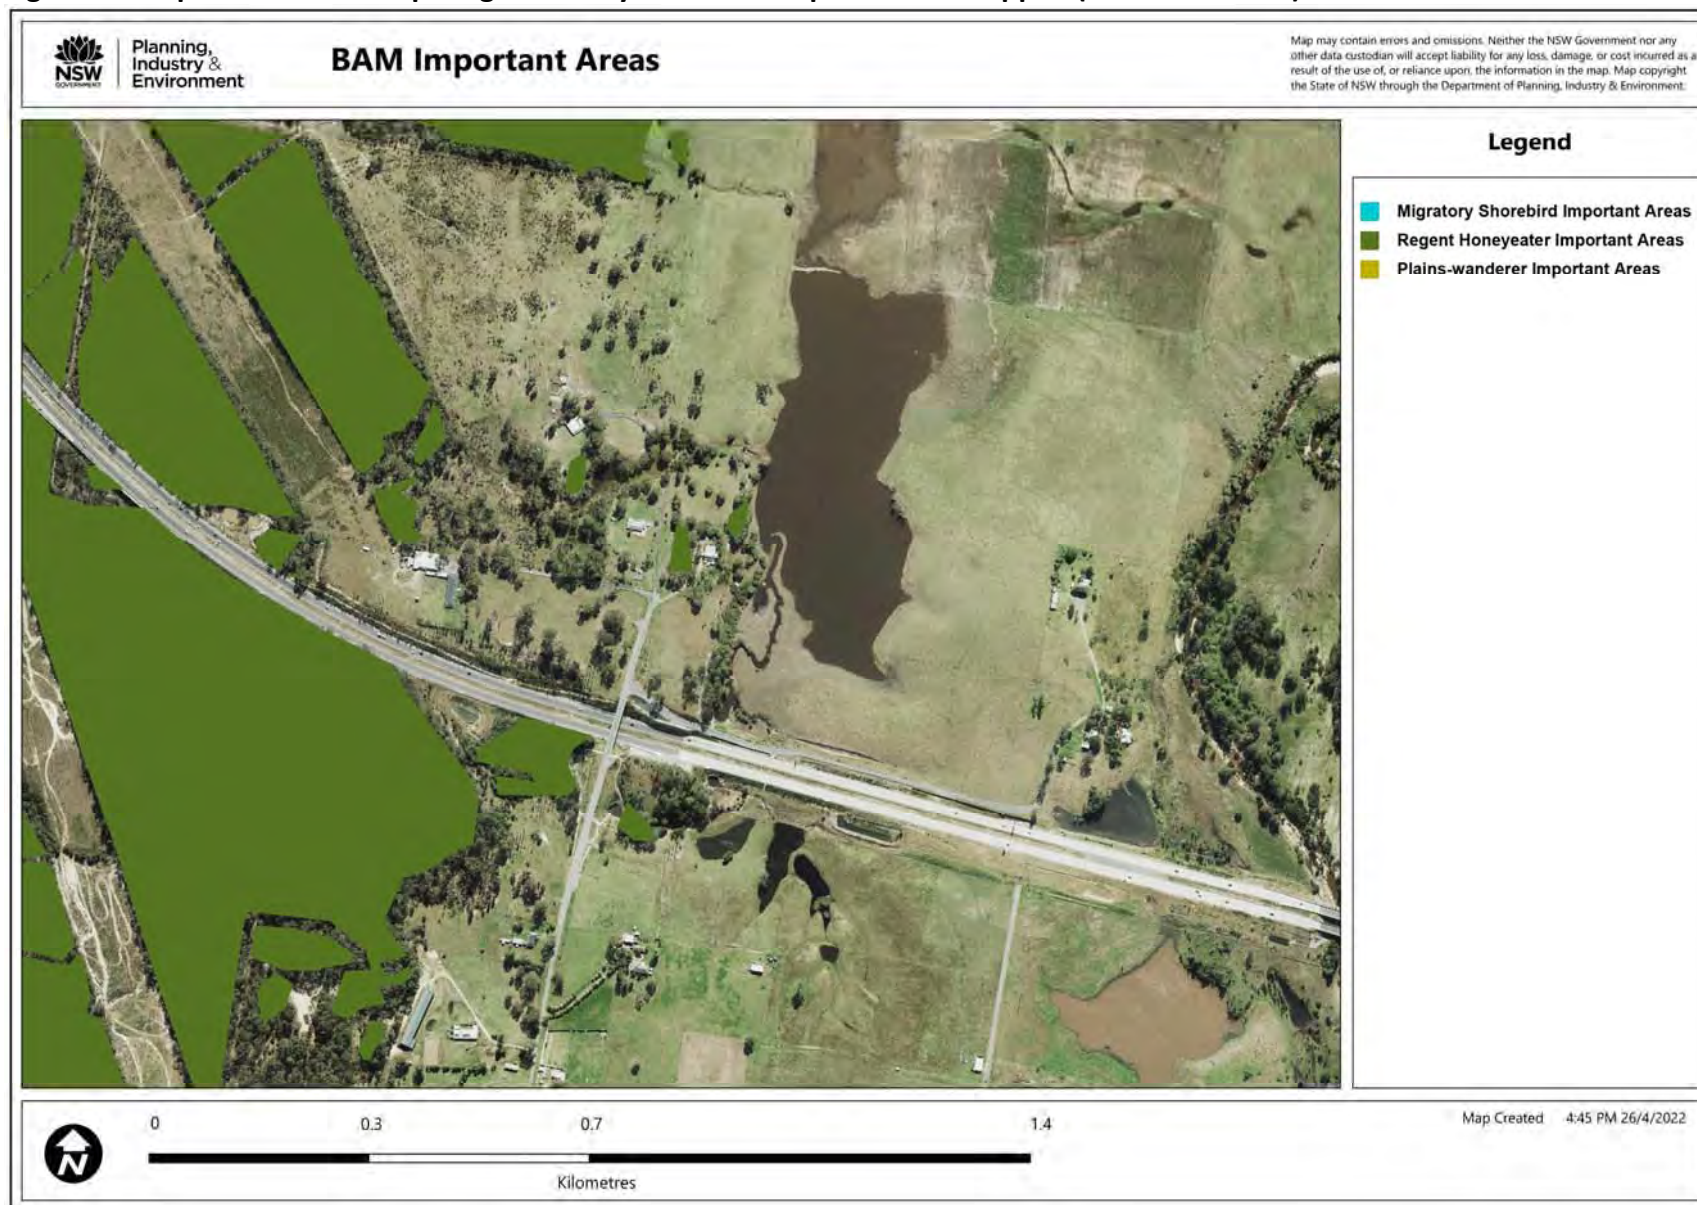 Planning,
Industry &
Environment
NSW
GOVERNMENT
BAM Important Areas
Map may contain errors and omissions. Neither the NSW Government nor any
other data custodian will accept liability for any loss, damage, or cost incurred as a
result of the use of, or reliance upon, the information in the map. Map copyright
the State of NSW through the Department of Planning, Industry & Environment.
Legend
Migratory Shorebird Important Areas
Regent Honeyeater Important Areas
Plains-wanderer Important Areas
0 0.3 0.7 1.4
Kilometres
N
Map Created 4:45 PM 26/4/2022